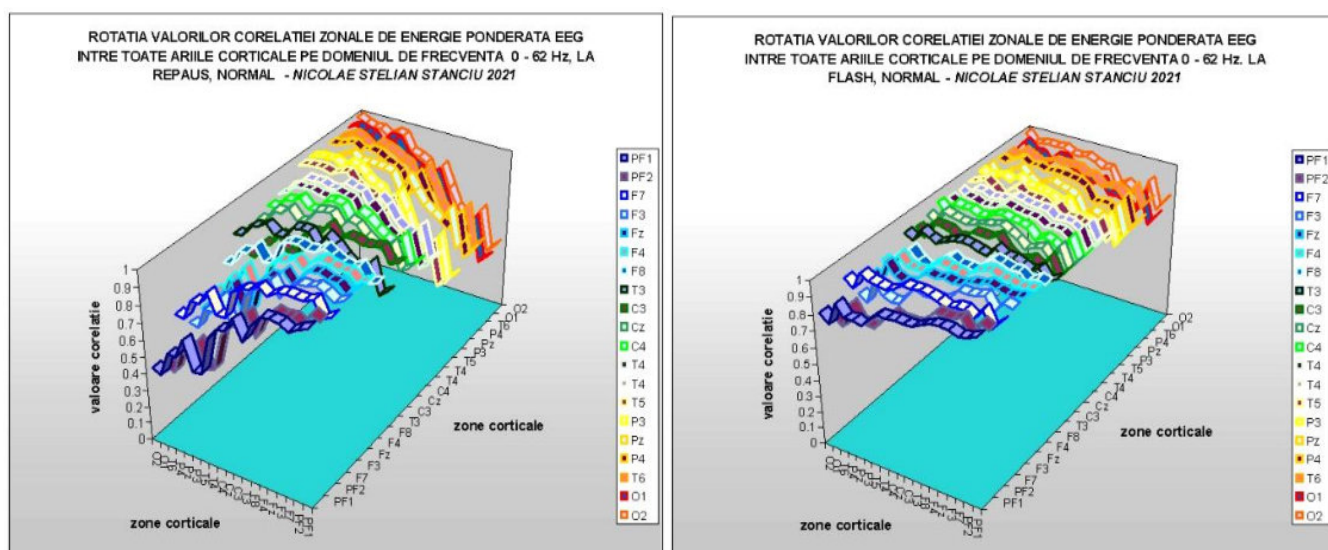 ROTATIA VALORILOR CORELATIEI ZONALE DE ENERGIE PONDERATA EEG
INTRE TOATE ARIILE CORTICALE PE DOMENIUL DE FRECVENTA 0 - 62 Hz, LA
REPAUS, NORMAL - NICOLAE STELIAN STANCIU 2021
valoare corelatie
1
0.9
0.8
0.7
0.6
0.5
0.4
0.3
0.2
0.1
0
O2
O1
PF2
PF1
zone corticale
PF1
F7
F3
Fz
F4
F8
T3
C3
Cz
C4
T4
T4
T5
P3
Pz
P4
T6
O1
O2
zone corticale
PF1
PF2
F7
F3
Fz
F4
F8
T3
C3
Cz
C4
T4
T4
T5
P3
Pz
P4
T6
O1
O2
ROTATIA VALORILOR CORELATIEI ZONALE DE ENERGIE PONDERATA EEG
INTRE TOATE ARIILE CORTICALE PE DOMENIUL DE FRECVENTA 0 - 62 Hz. LA
FLASH, NORMAL - NICOLAE STELIAN STANCIU 2021
valoare corelatie
1
0.9
0.8
0.7
0.6
0.5
0.4
0.3
0.2
0.1
0
O2
PF2
PF1
zone corticale
PF1
PF2
F7
F3
Fz
F4
F8
T3
C3
Cz
C4
T4
T4
T5
P3
Pz
P4
T6
O1
O2
zone corticale
PF1
PF2
F7
F3
Fz
F4
F8
T3
C3
Cz
C4
T4
T4
T5
P3
Pz
P4
T6
O1
O2